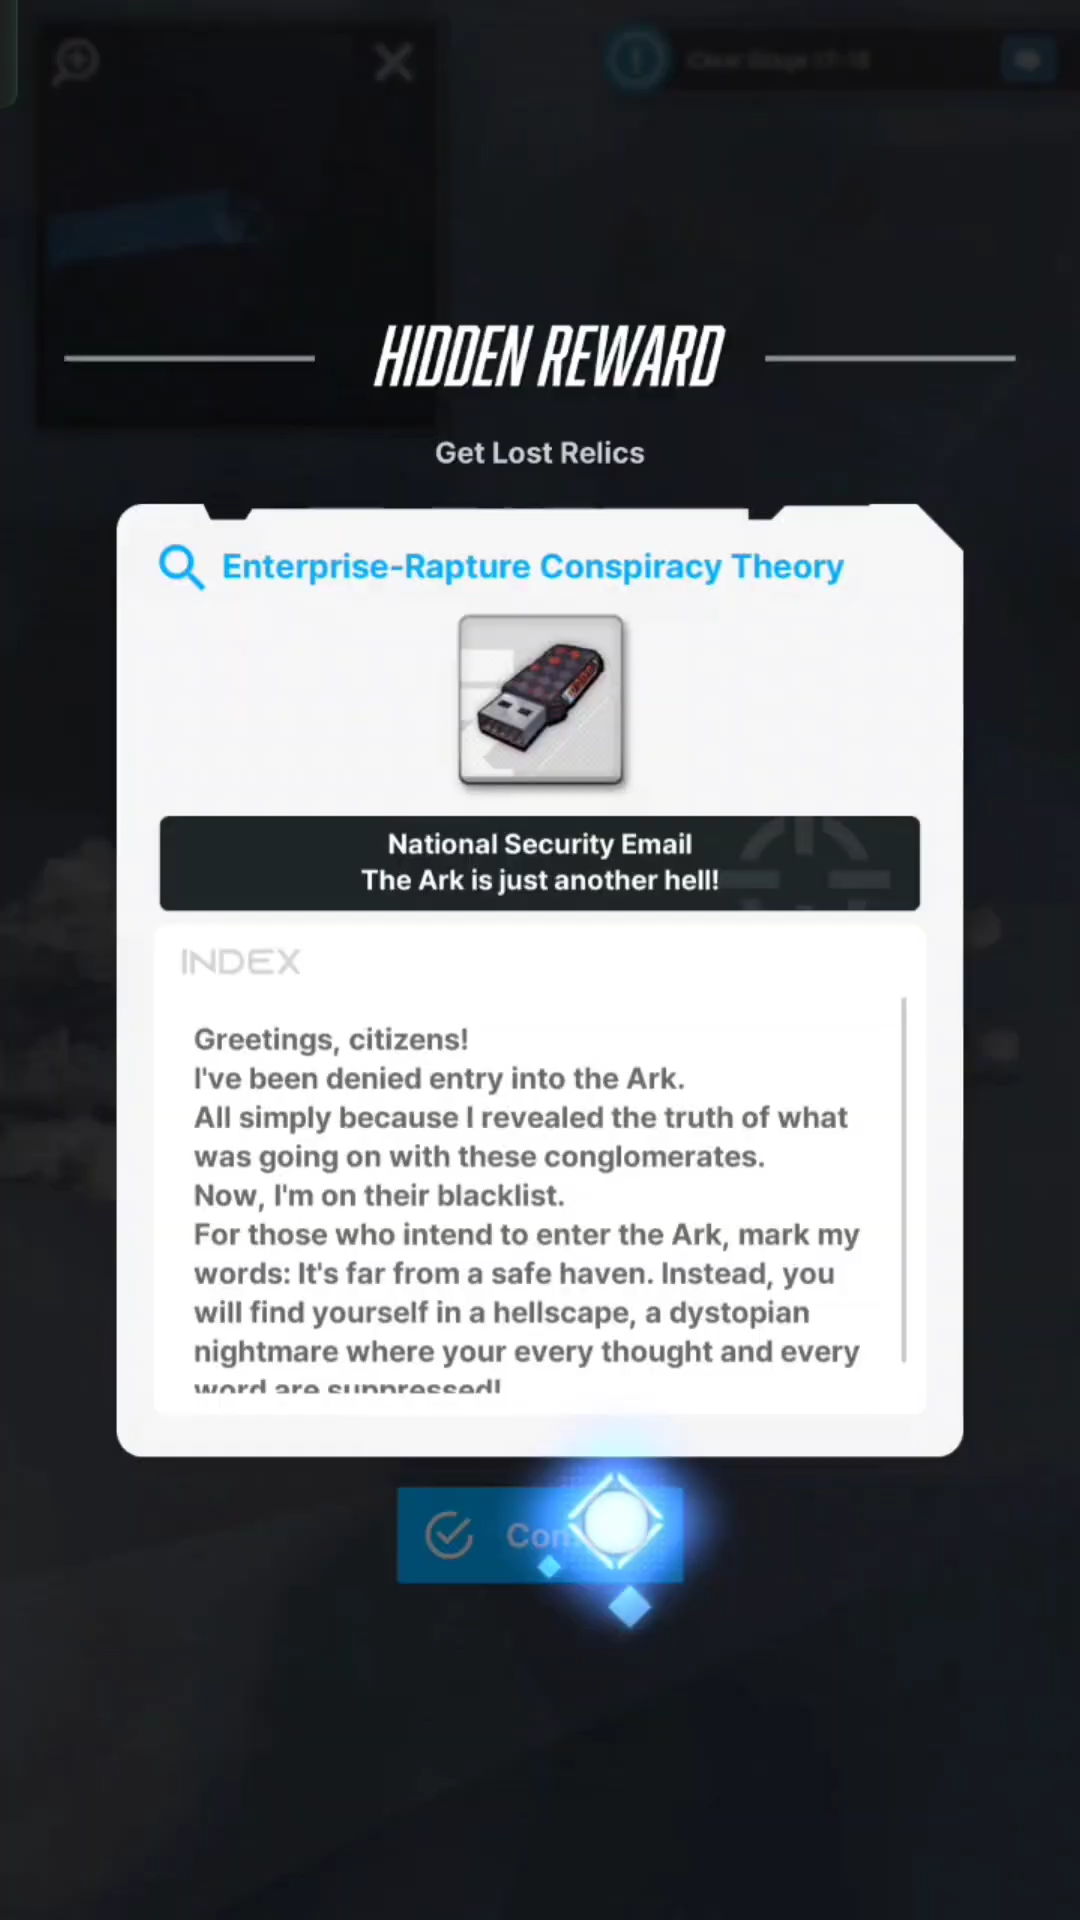 HIDDEN REWARD
Get Lost Relics
Enterprise-Rapture Conspiracy Theory
National Security Email
The Ark is just another hell!
INDEX
Greetings, citizens!
I've been denied entry into the Ark.
All simply because I revealed the truth of what
was going on with these conglomerates.
Now, I'm on their blacklist.
For those who intend to enter the Ark, mark my
words: It's far from a safe haven. Instead, you
will find yourself in a hellscape, a dystopian
nightmare where your every thought and every
word are suppressed!